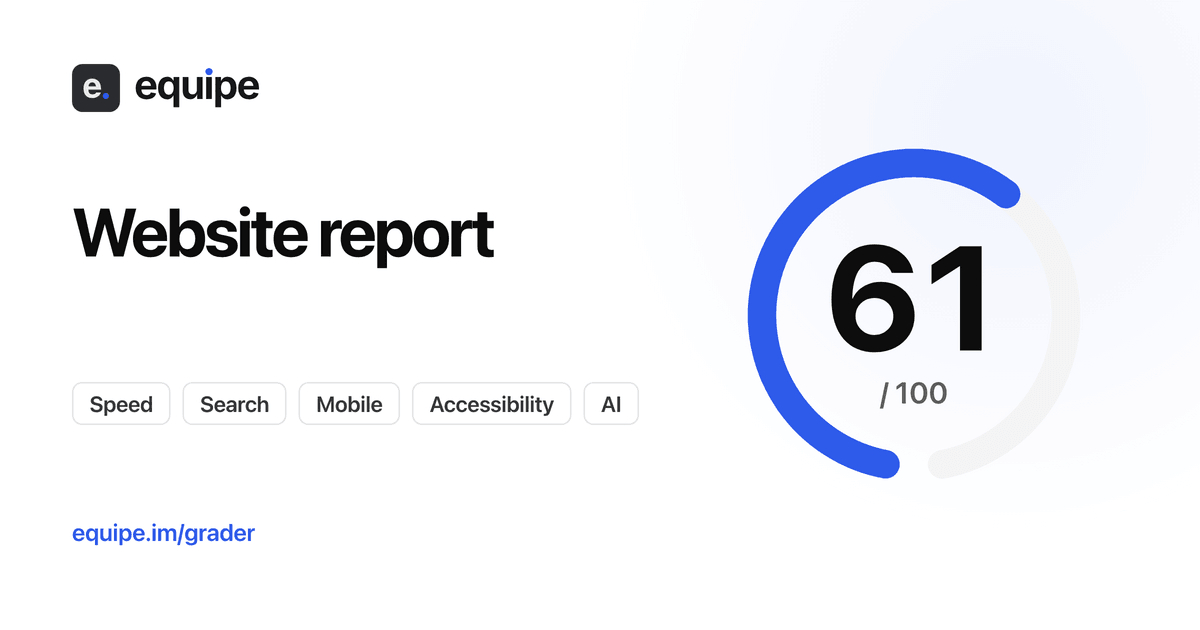 e.
equipe
Website report
61
/ 100
Speed
Search
Mobile
Accessibility
AI
equipe.im/grader